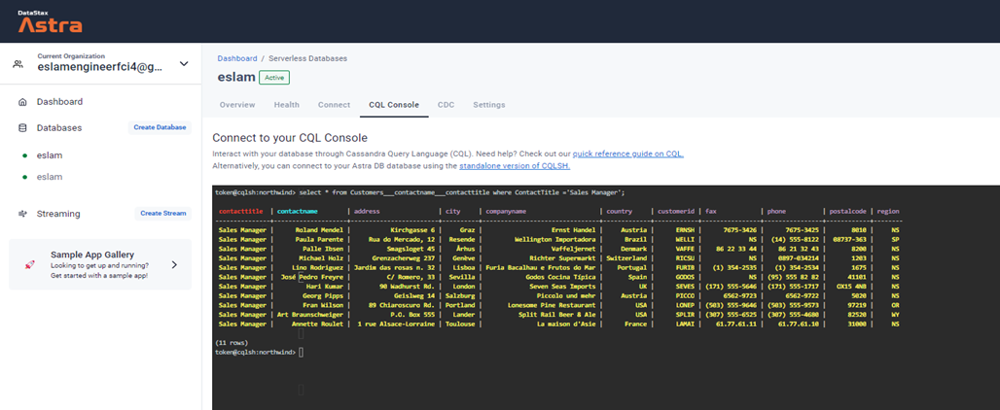 DataStax
Astra
Current Organization
eslamengineerfci4@g...
Dashboard
Databases
Create Database
eslam
eslam
Streaming
Create Stream
Sample App Gallery
Looking to get up and running?
Get started with a sample app!
Dashboard / Serverless Databases
eslam Active
Overview Health Connect CQL Console CDC Settings
Connect to your CQL Console
Interact with your database through Cassandra Query Language (CQL). Need help? Check out our quick reference guide on CQL.
Alternatively, you can connect to your Astra DB database using the standalone version of CQLSH.
token@cqlsh:northwind> select * from Customers___contactname___contacttitle where ContactTitle ='Sales Manager';
contacttitle | contactname | address | city | companyname | country | customerid | fax | phone | postalcode | region
Sales Manager | Roland Mendel | Kirchgasse 6 | Graz | Ernst Handel | Austria | ERNSH | 7675-3426 | 7675-3425 | 8010 | NS
Sales Manager | Paula Parente | Rua do Mercado, 12 | Resende | Wellington Importadora | Brazil | WELLI | NS | (14) 555-8122 | 08737-363 | SP
Sales Manager | Palle Ibsen | Smagsloget 45 | Århus | Vaffeljernet | Denmark | VAFFE | 86 22 33 44 | 86 21 32 43 | 8200 | NS
Sales Manager | Michael Holz | Grenzacherweg 237 | Genève | Richter Supermarkt | Switzerland | RICSU | NS | 0897-034214 | 1203 | NS
Sales Manager | Lino Rodriguez | Jardim das rosas n. 32 | Lisboa | Furia Bacalhau e Frutos do Mar | Portugal | FURIB | (1) 354-2535 | (1) 354-2534 | 1675 | NS
Sales Manager | José Pedro Freyre | C/ Romero, 33 | Sevilla | Godos Cocina Típica | Spain | GODOS | NS | (95) 555 82 82 | 41101 | NS
Sales Manager | Hari Kumar | 90 Wadhurst Rd. | London | Seven Seas Imports | UK | SEVES | (171) 555-5646 | (171) 555-1717 | OX15 4NB | NS
Sales Manager | Georg Pipps | Geislweg 14 | Salzburg | Piccolo und mehr | Austria | PICCO | 6562-9723 | 6562-9722 | 5020 | NS
Sales Manager | Fran Wilson | 89 Chiaroscuro Rd. | Portland | Lonesome Pine Restaurant | USA | LONEP | (503) 555-9646 | (503) 555-9573 | 97219 | OR
Sales Manager | Art Braunschweiger | P.O. Box 555 | Lander | Split Rail Beer & Ale | USA | SPLIR | (307) 555-6525 | (307) 555-4680 | 82520 | WY
Sales Manager | Annette Roulet | 1 rue Alsace-Lorraine | Toulouse | La maison d'Asie | France | LAMAI | 61.77.61.11 | 61.77.61.10 | 31000 | NS
(11 rows)
token@cqlsh:northwind>